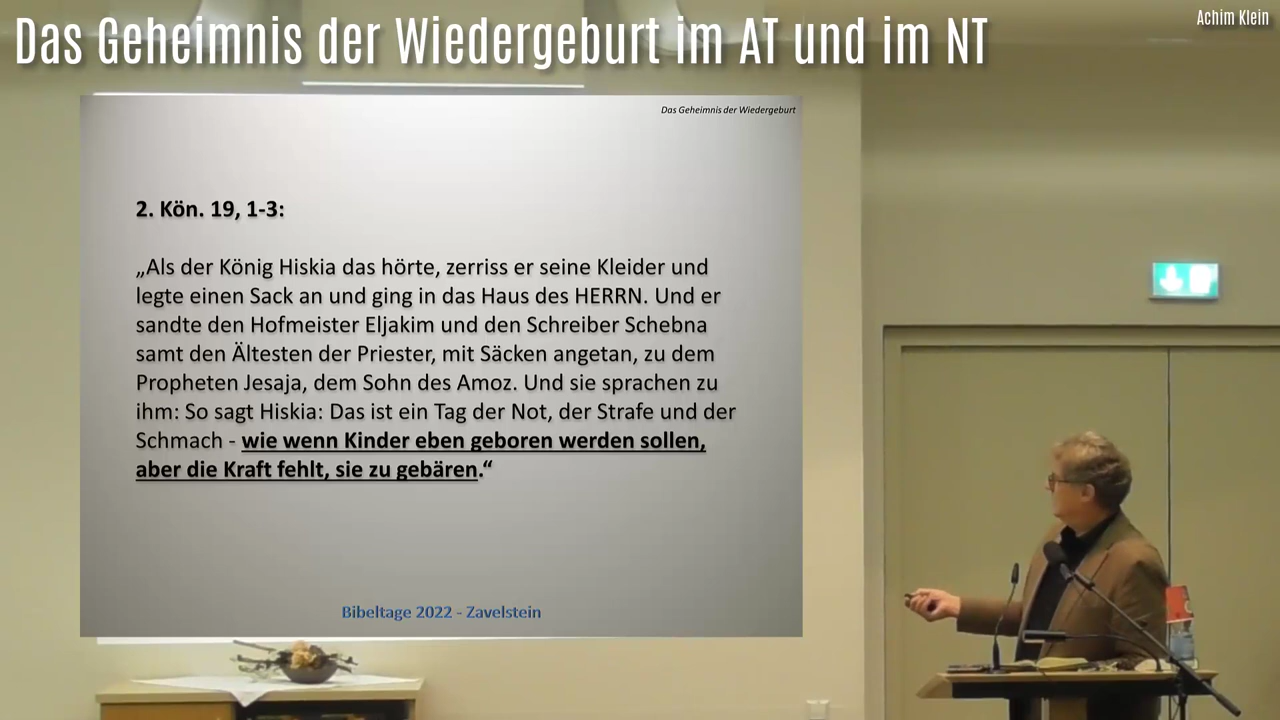 Das Geheimnis der Wiedergeburt im AT und im NT
Achim Klein
Das Geheimnis der Wiedergeburt
2. Kön. 19, 1-3:
„Als der König Hiskia das hörte, zerriss er seine Kleider und
legte einen Sack an und ging in das Haus des HERRN. Und er
sandte den Hofmeister Eljakim und den Schreiber Schebna
samt den Ältesten der Priester, mit Säcken angetan, zu dem
Propheten Jesaja, dem Sohn des Amoz. Und sie sprachen zu
ihm: So sagt Hiskia: Das ist ein Tag der Not, der Strafe und der
Schmach - wie wenn Kinder eben geboren werden sollen,
aber die Kraft fehlt, sie zu gebären.“
Bibeltage 2022 - Zavelstein